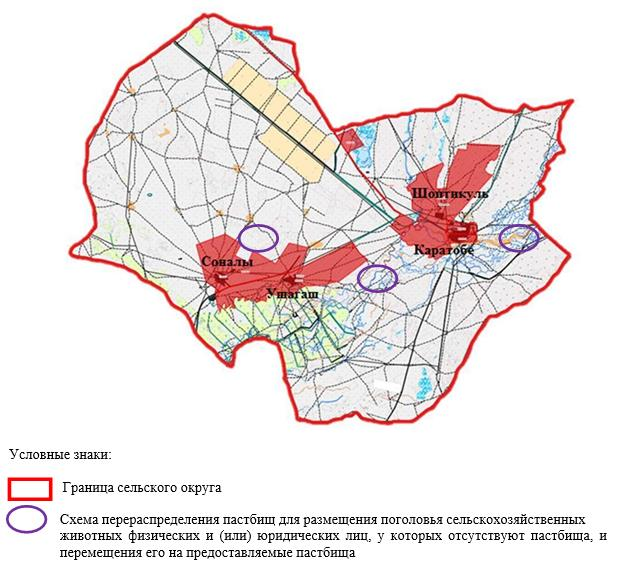 Шоптикуль
Каратобе
Соналы
Ушагаш
Условные знаки:
Граница сельского округа
Схема перераспределения пастбищ для размещения поголовья сельскохозяйственных
животных физических и (или) юридических лиц, у которых отсутствуют пастбища, и
перемещения его на предоставляемые пастбища